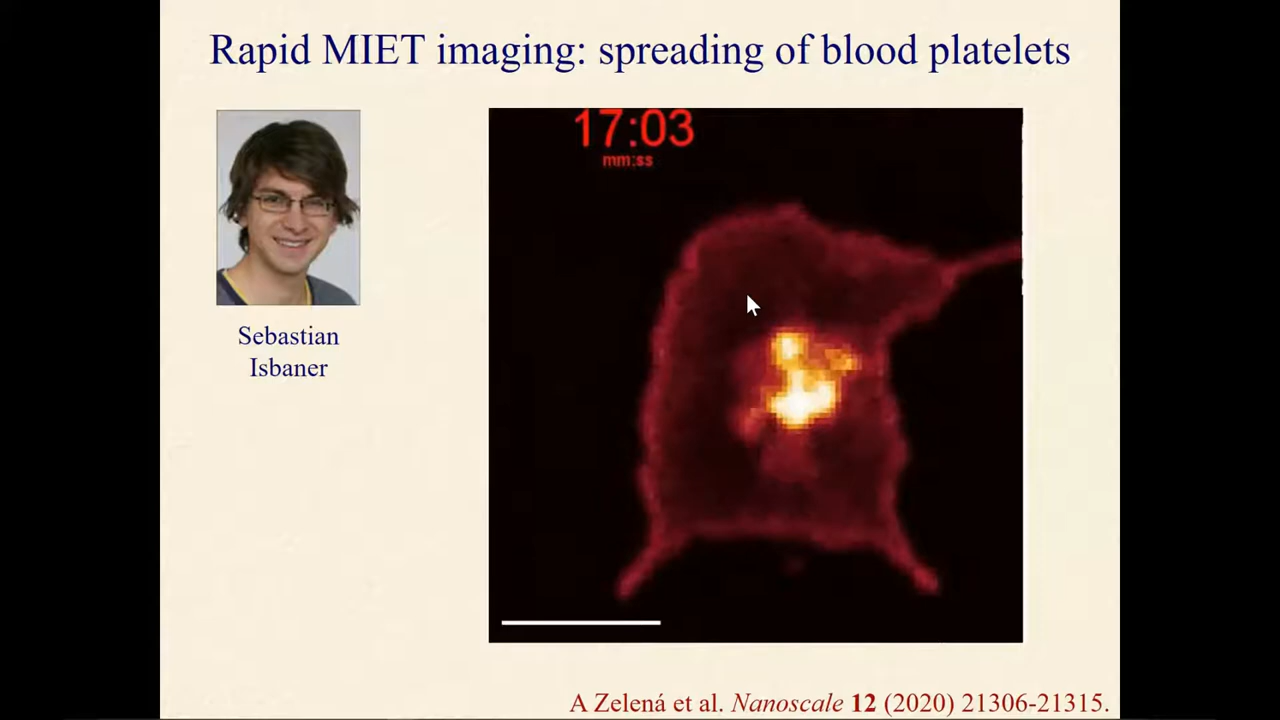 Rapid MIET imaging: spreading of blood platelets
17:03
mm:ss
Sebastian
Isbaner
A Zelená et al. Nanoscale 12 (2020) 21306-21315.